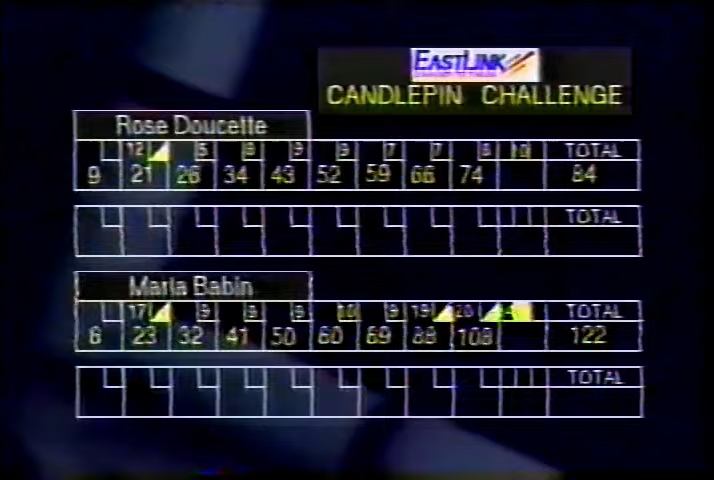 EASTLINK
CANDLEPIN CHALLENGE
Rose Doucette
12 5 8 9 9 7 7 8 10 TOTAL
9 21 26 34 43 52 59 66 74 84
TOTAL
Maria Babin
17 9 9 9 10 9 19 20 TOTAL
6 23 32 41 50 60 69 88 108 122
TOTAL